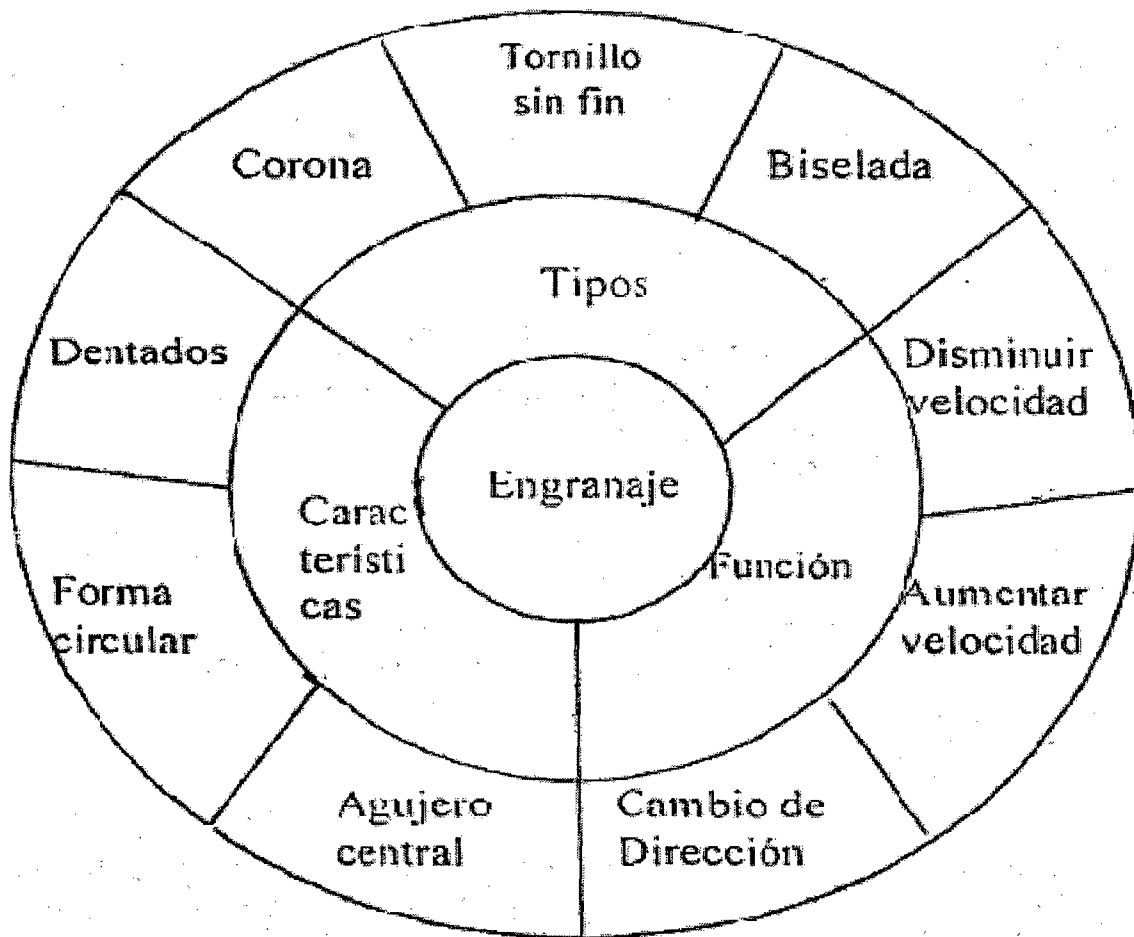 Tornillo
sin fin
Corona
Biselada
Tipos
Dentados
Disminuir
velocidad
Engranaje
Carac
terísti
cas
Función
Forma
circular
Aumentar
velocidad
Agujero
central
Cambio de
Dirección